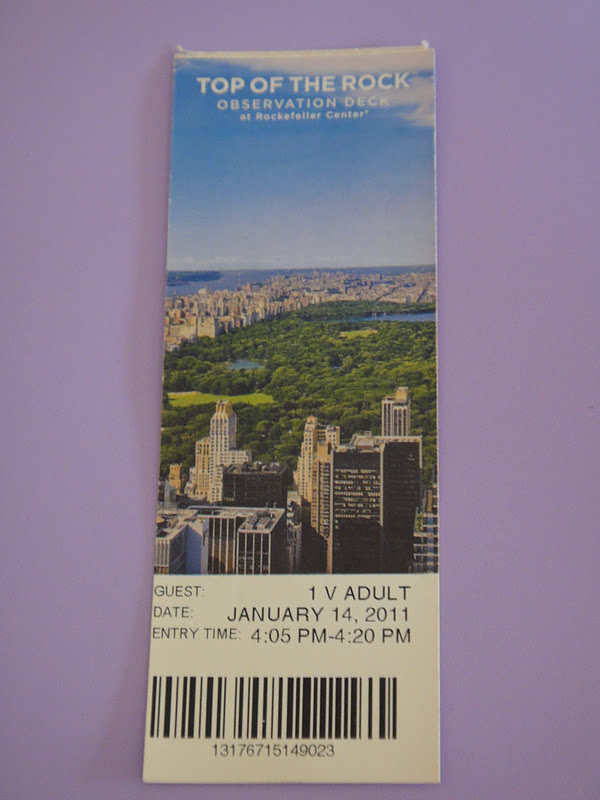 TOP OF THE ROCK
OBSERVATION DECK
at Rockefeller Center®
GUEST: 1 V ADULT
DATE: JANUARY 14, 2011
ENTRY TIME: 4:05 PM-4:20 PM
13176715149023